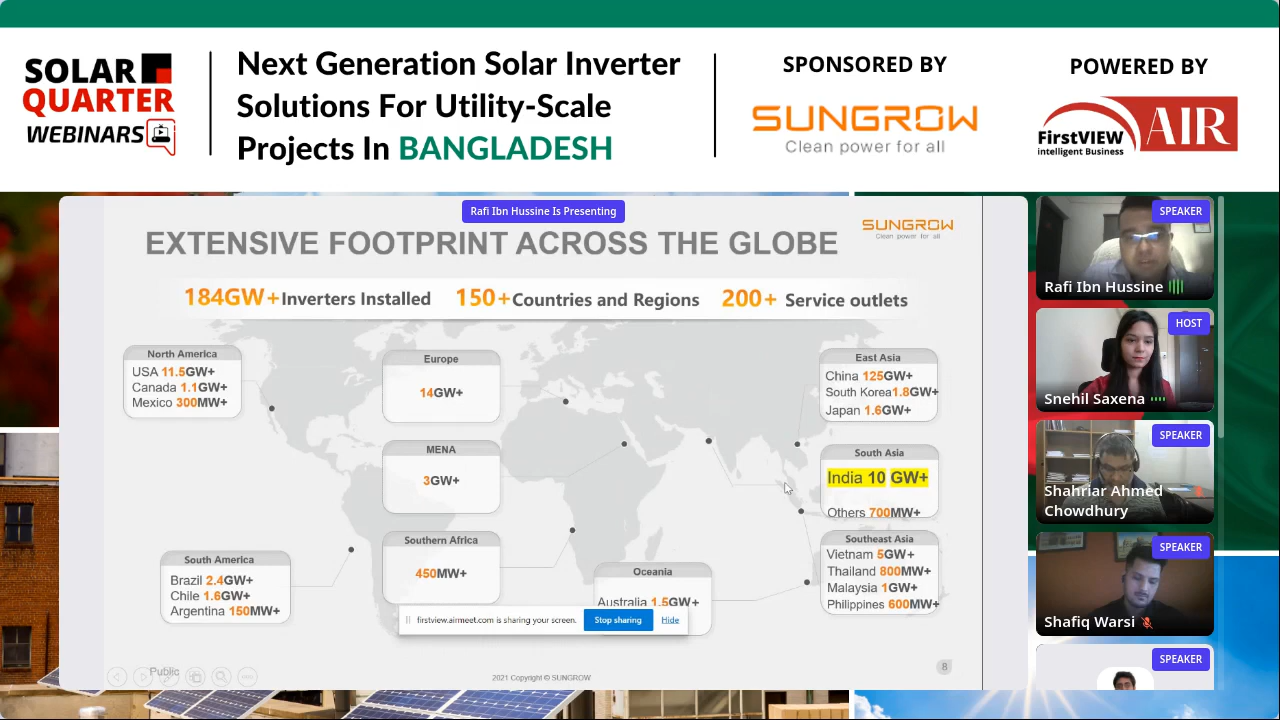 SOLAR
QUARTER
WEBINARS
Next Generation Solar Inverter
Solutions For Utility-Scale
Projects In BANGLADESH
SPONSORED BY
SUNGROW
Clean power for all
POWERED BY
FirstVIEW
intelligent Business
AIR
Rafi Ibn Hussine Is Presenting
SUNGROW
Clean power for all
EXTENSIVE FOOTPRINT ACROSS THE GLOBE
184GW+Inverters Installed 150+Countries and Regions 200+ Service outlets
North America
USA 11.5GW+
Canada 1.1GW+
Mexico 300MW+
Europe
14GW+
East Asia
China 125GW+
South Korea1.8GW+
Japan 1.6GW+
MENA
3GW+
South Asia
India 10 GW+
Others 700MW+
Southern Africa
450MW+
Southeast Asia
Vietnam 5GW+
Thailand 800MW+
Malaysia 1GW+
Philippines 600MW+
South America
Brazil 2.4GW+
Chile 1.6GW+
Argentina 150MW+
Oceania
Australia 1.5GW+
firstview.airmeet.com is sharing your screen.
Stop sharing
Hide
Public
2021 Copyright © SUNGROW
8
SPEAKER
Rafi Ibn Hussine
HOST
Snehil Saxena
SPEAKER
Shahriar Ahmed
Chowdhury
SPEAKER
Shafiq Warsi
SPEAKER